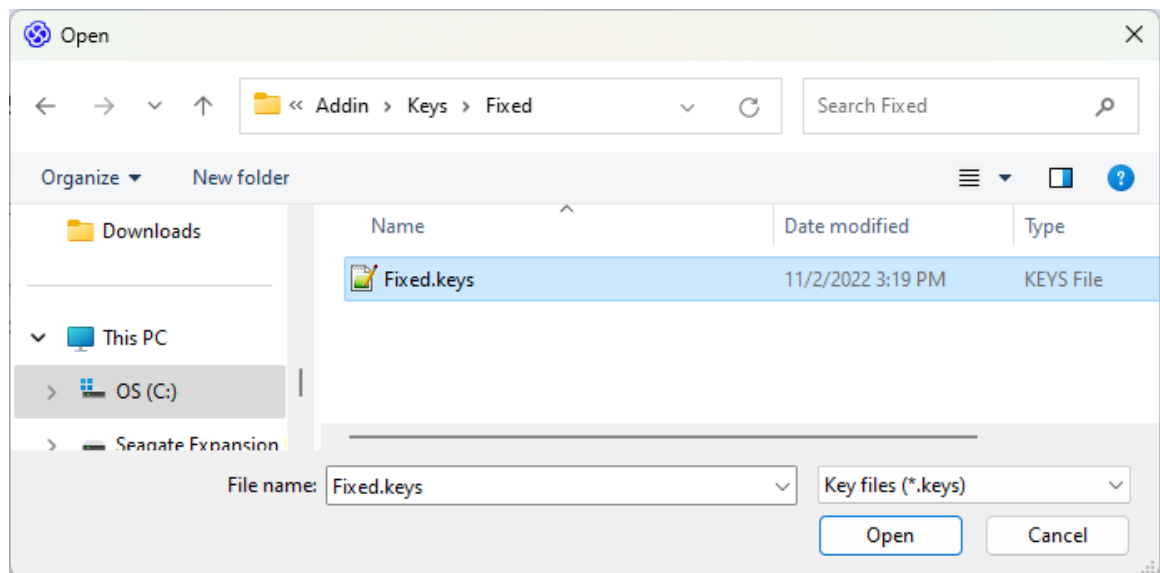 Open
« Addin > Keys > Fixed
Search Fixed
Organize
New folder
?
Downloads
Name
Date modified
Type
Fixed.keys
11/2/2022 3:19 PM
KEYS File
This PC
OS (C:)
Seagate Expansion
File name:
Fixed.keys
Key files (*.keys)
Open
Cancel